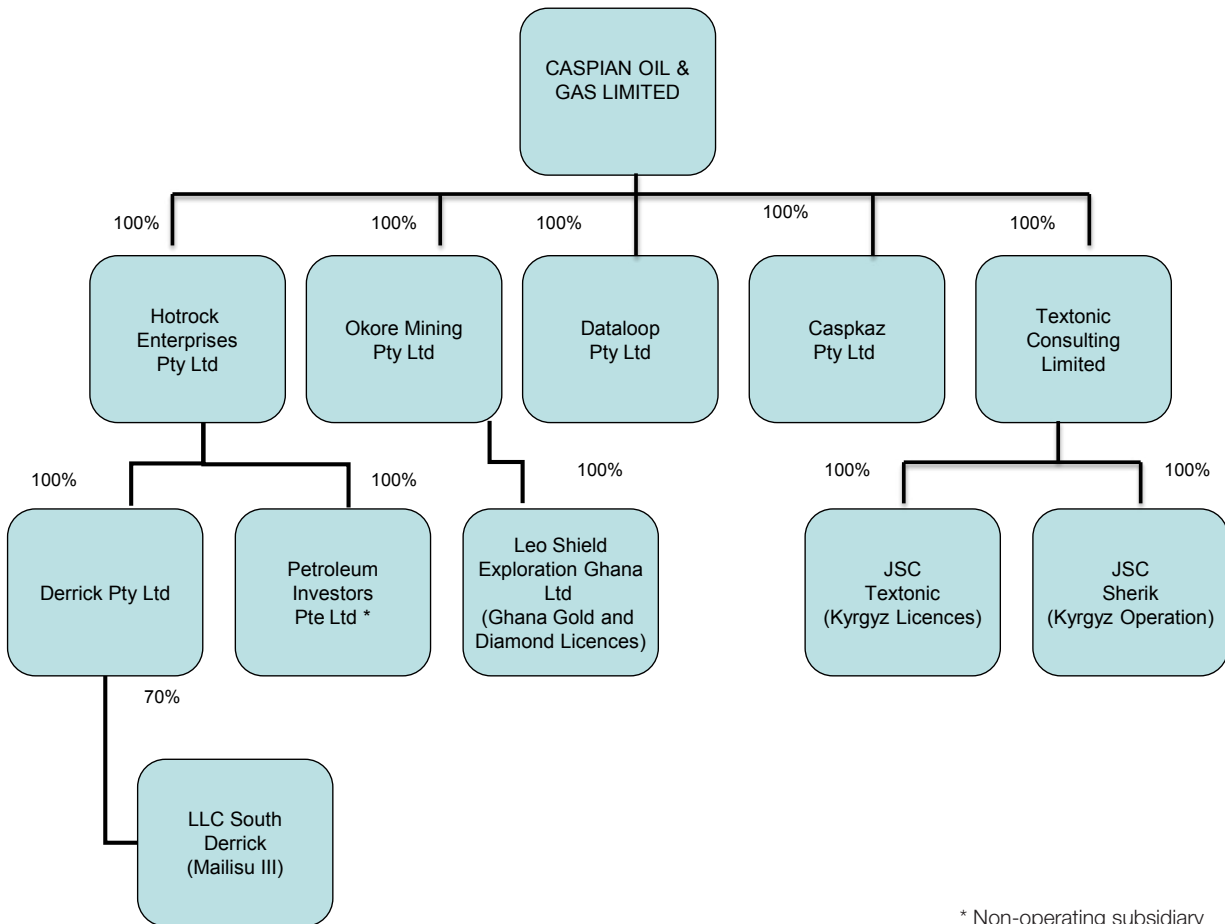 CASPIAN OIL &
GAS LIMITED
100%
100%
100%
100%
100%
Hotrock
Enterprises
Pty Ltd
Okore Mining
Pty Ltd
Dataloop
Pty Ltd
Caspkaz
Pty Ltd
Textonic
Consulting
Limited
100%
100%
100%
100%
100%
Derrick Pty Ltd
Petroleum
Investors
Pte Ltd *
Leo Shield
Exploration Ghana
Ltd
(Ghana Gold and
Diamond Licences)
JSC
Textonic
(Kyrgyz Licences)
JSC
Sherik
(Kyrgyz Operation)
70%
LLC South
Derrick
(Mailisu III)
* Non-operating subsidiary